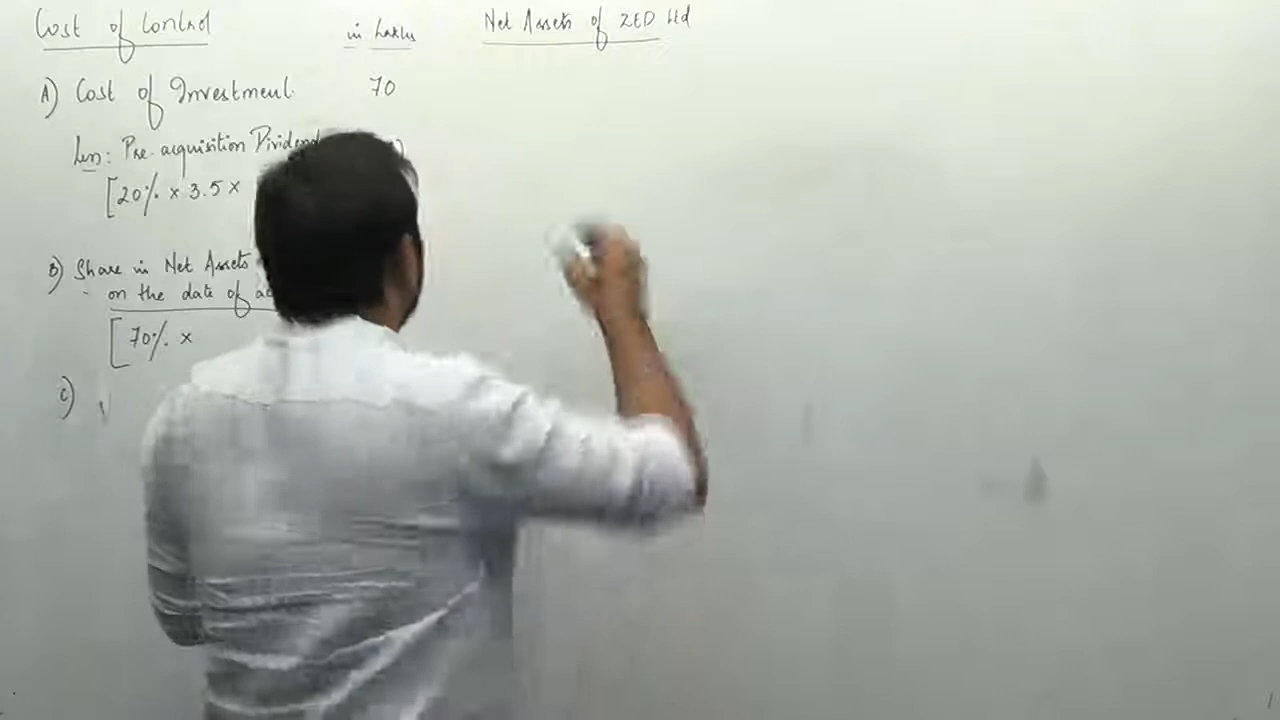 Cost of Control
in Lakhs
A) Cost of Investment 70
Less: Pre-acquisition Dividend
[20% × 3.5 ×
B) Share in Net Assets
on the date of
[70% ×
C)
Net Assets of ZED Ltd